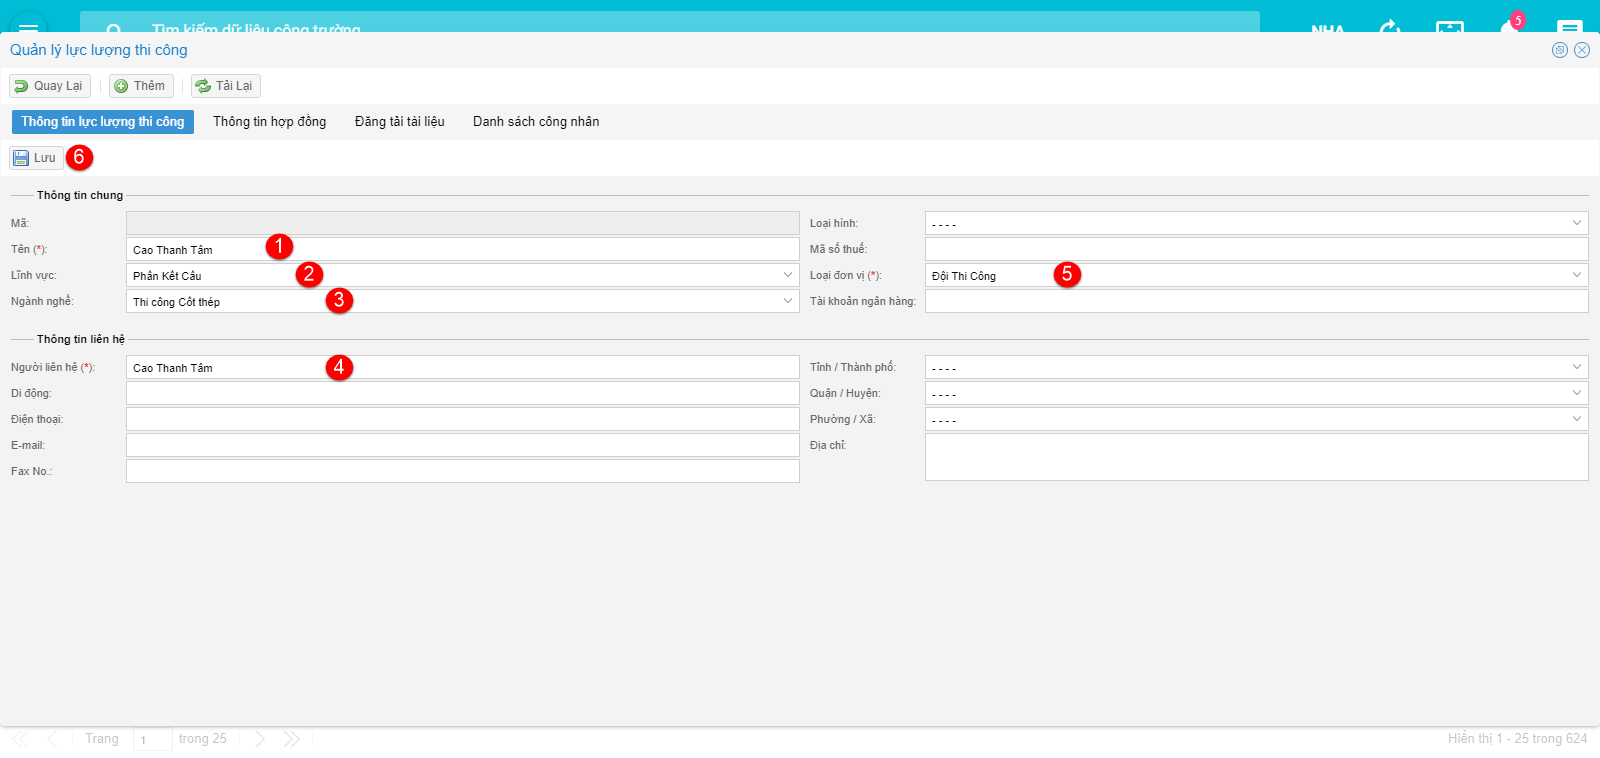 Tìm kiếm dữ liệu công trường
NHA
5
Quản lý lực lượng thi công
Quay Lại
Thêm
Tải Lại
Thông tin lực lượng thi công
Thông tin hợp đồng
Đăng tải tài liệu
Danh sách công nhân
Lưu
6
Thông tin chung
Mã:
Loại hình:
- - - -
Tên (*):
Cao Thanh Tâm
1
Mã số thuế:
Lĩnh vực:
Phần Kết Cấu
2
Loại đơn vị (*):
Đội Thi Công
5
Ngành nghề:
Thi công Cốt thép
3
Tài khoản ngân hàng:
Thông tin liên hệ
Người liên hệ (*):
Cao Thanh Tâm
4
Tỉnh / Thành phố:
- - - -
Di động:
Quận / Huyện:
- - - -
Điện thoại:
Phường / Xã:
- - - -
E-mail:
Địa chỉ:
Fax No.:
Trang
1
trong 25
Hiển thị 1 - 25 trong 624